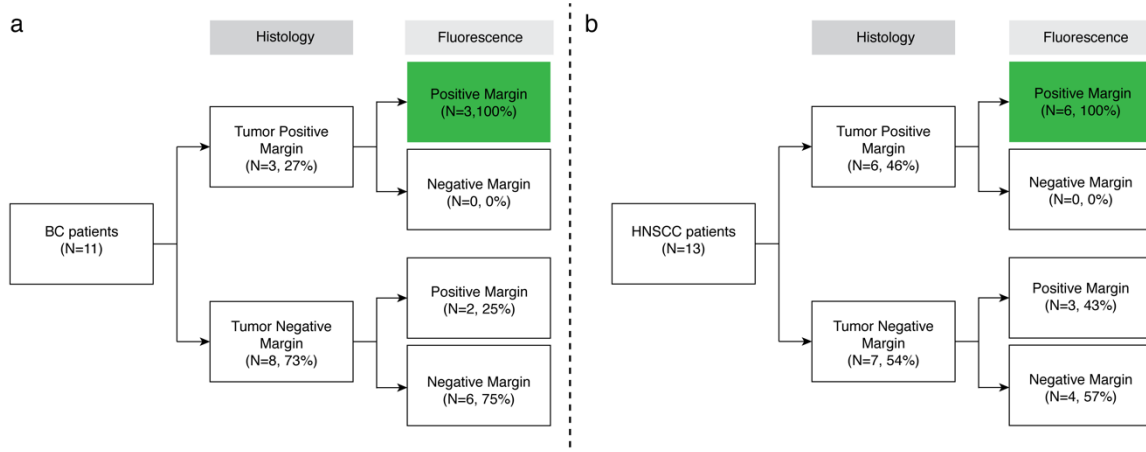 a
Histology
Fluorescence
BC patients
(N=11)
Tumor Positive
Margin
(N=3, 27%)
Positive Margin
(N=3,100%)
Negative Margin
(N=0, 0%)
Tumor Negative
Margin
(N=8, 73%)
Positive Margin
(N=2, 25%)
Negative Margin
(N=6, 75%)
b
Histology
Fluorescence
HNSCC patients
(N=13)
Tumor Positive
Margin
(N=6, 46%)
Positive Margin
(N=6, 100%)
Negative Margin
(N=0, 0%)
Tumor Negative
Margin
(N=7, 54%)
Positive Margin
(N=3, 43%)
Negative Margin
(N=4, 57%)